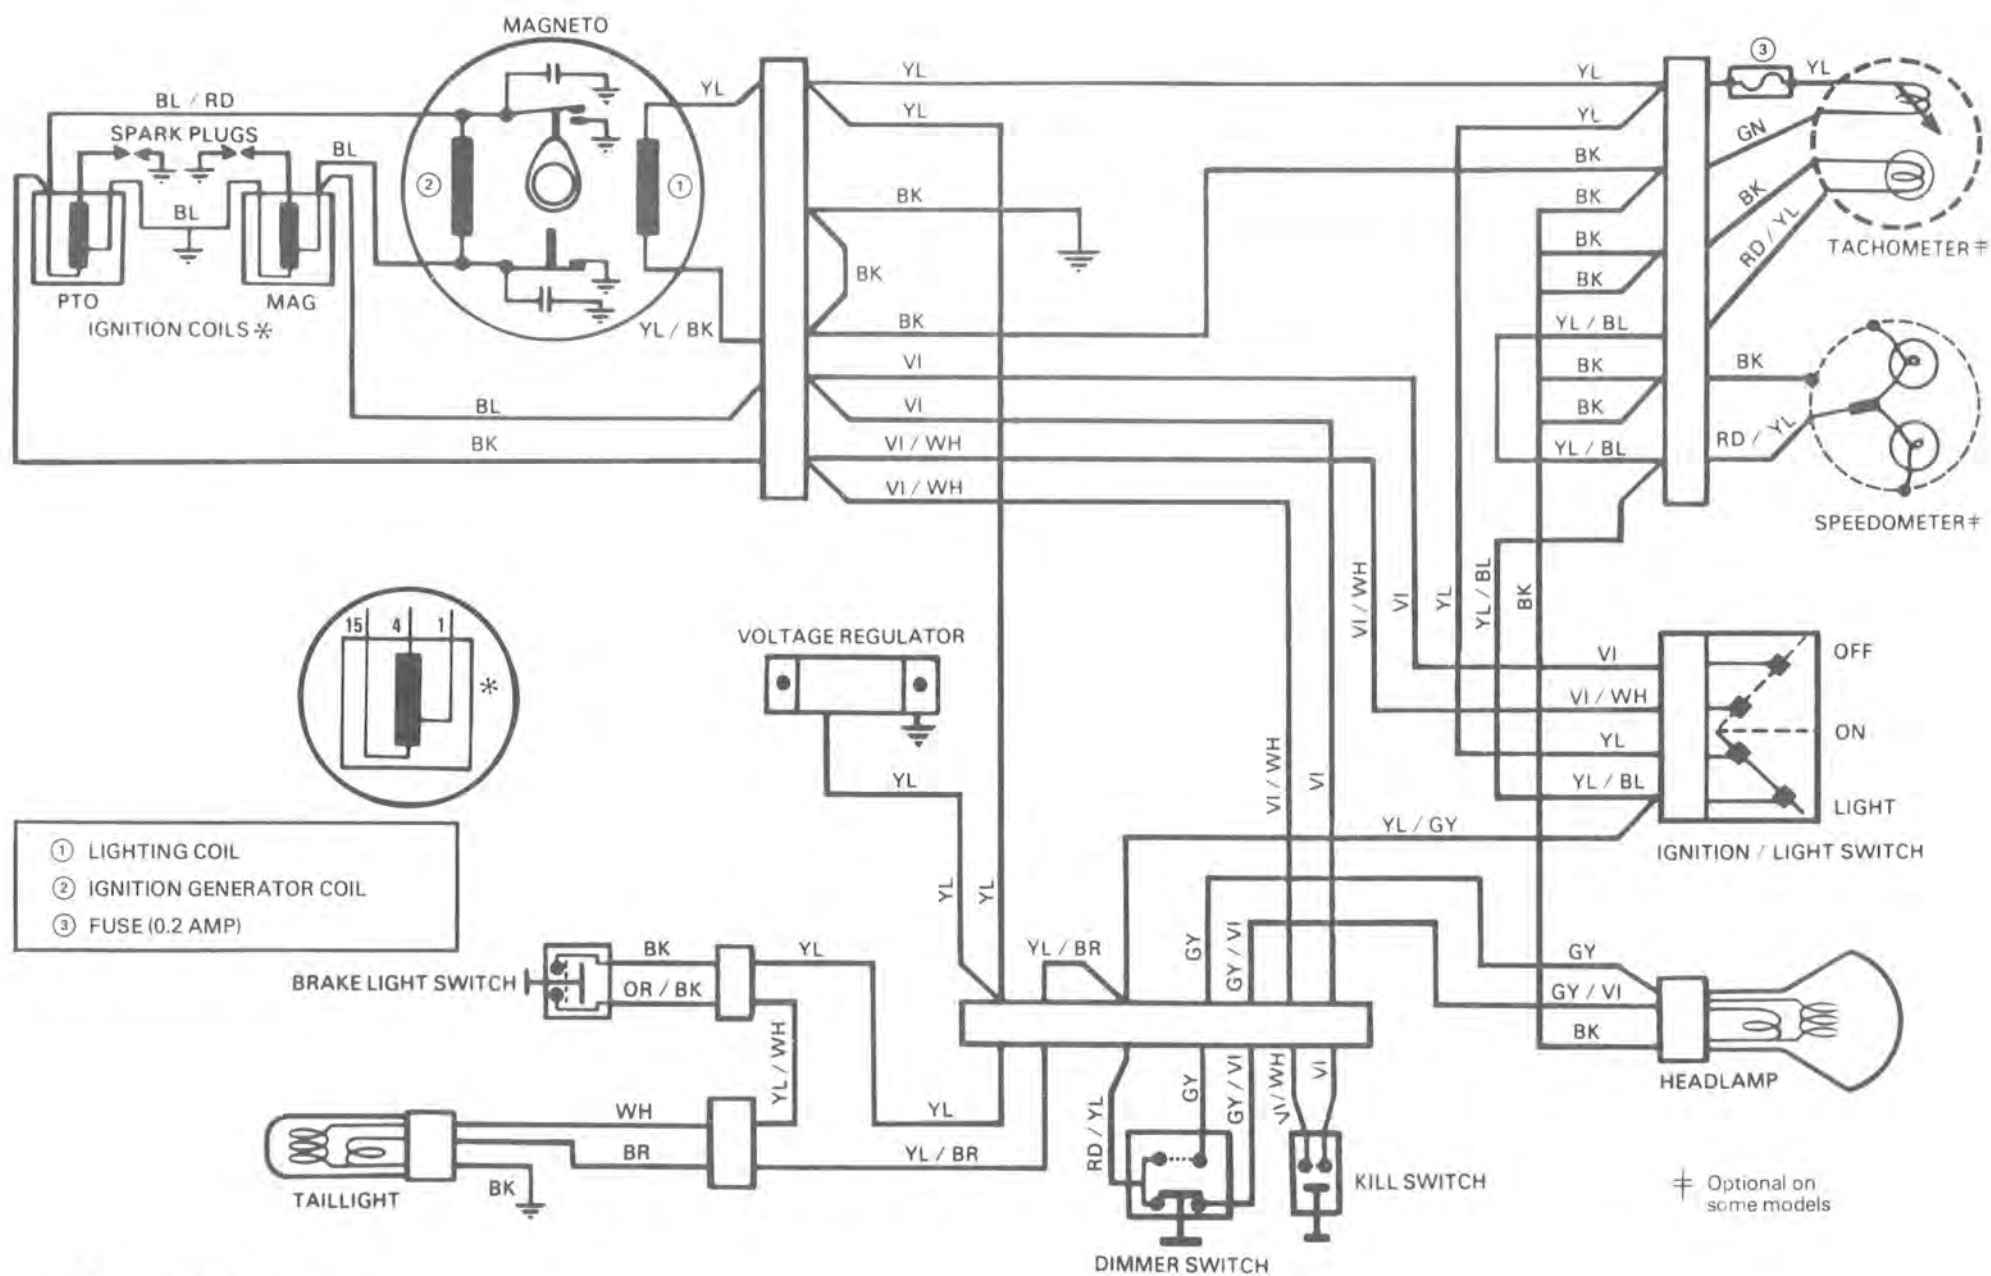 MAGNETO
BL / RD
SPARK PLUGS
BL
BL
PTO
MAG
IGNITION COILS *
2
1
YL
YL / BK
BL
BK
YL
YL
BK
BK
BK
VI
VI
VI / WH
VI / WH
YL
YL
BK
BK
BK
BK
YL / BL
BK
BK
YL / BL
3
YL
GN
BK
RD / YL
TACHOMETER ‡
BK
RD / YL
SPEEDOMETER ‡
VI / WH
VI
YL
YL / BL
BK
15 4 1
*
VOLTAGE REGULATOR
YL
YL
YL
VI / WH
VI
VI
VI / WH
YL
YL / BL
YL / GY
OFF
ON
LIGHT
IGNITION / LIGHT SWITCH
1 LIGHTING COIL
2 IGNITION GENERATOR COIL
3 FUSE (0.2 AMP)
BRAKE LIGHT SWITCH
BK
OR / BK
YL
YL / WH
YL / BR
GY
GY / VI
GY
GY / VI
BK
HEADLAMP
TAILLIGHT
WH
BR
BK
YL
YL / BR
RD / YL
GY
GY / VI
VI / WH
VI
KILL SWITCH
DIMMER SWITCH
‡ Optional on
some models